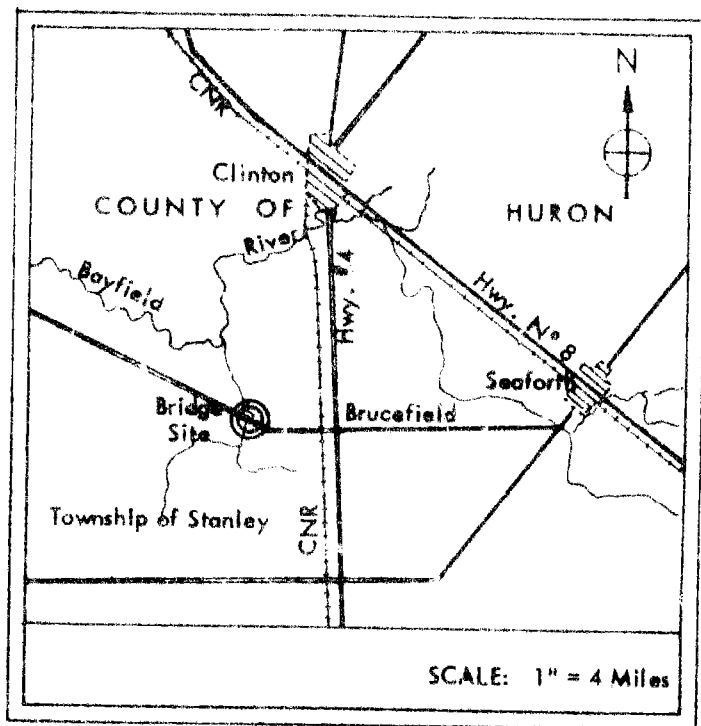 N
CNR
Clinton
COUNTY OF HURON
River
Bayfield
Hwy. #4
Hwy. Nº 8
Seaforth
Bridge Site
Brucefield
Township of Stanley
CNR
SCALE: 1" = 4 Miles